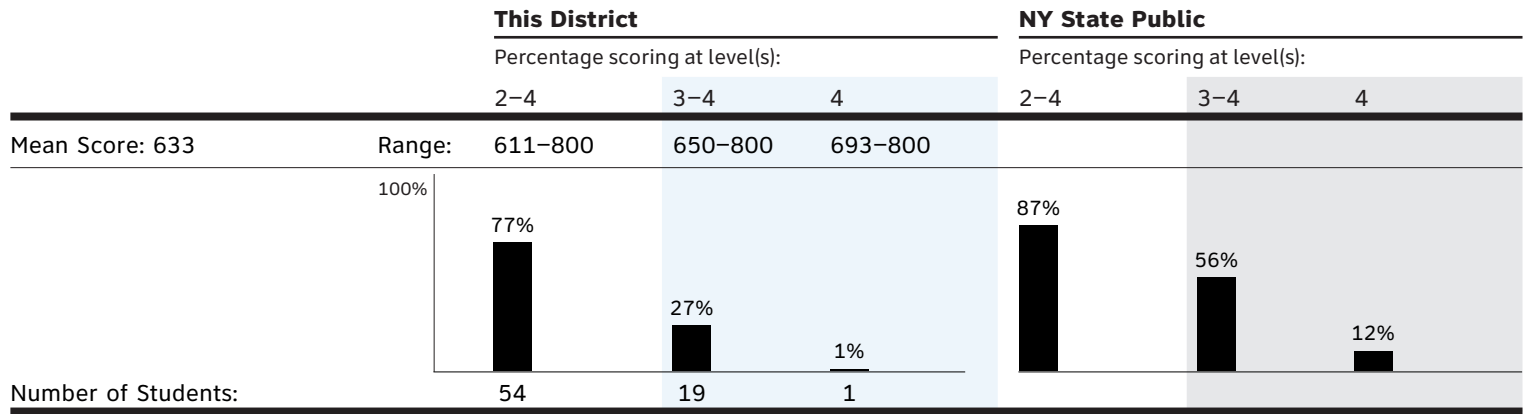 This District NY State Public
Percentage scoring at level(s): Percentage scoring at level(s):
2–4 3–4 4 2–4 3–4 4
Mean Score: 633 Range: 611–800 650–800 693–800
100%
77% 27% 1% 87% 56% 12%
Number of Students: 54 19 1